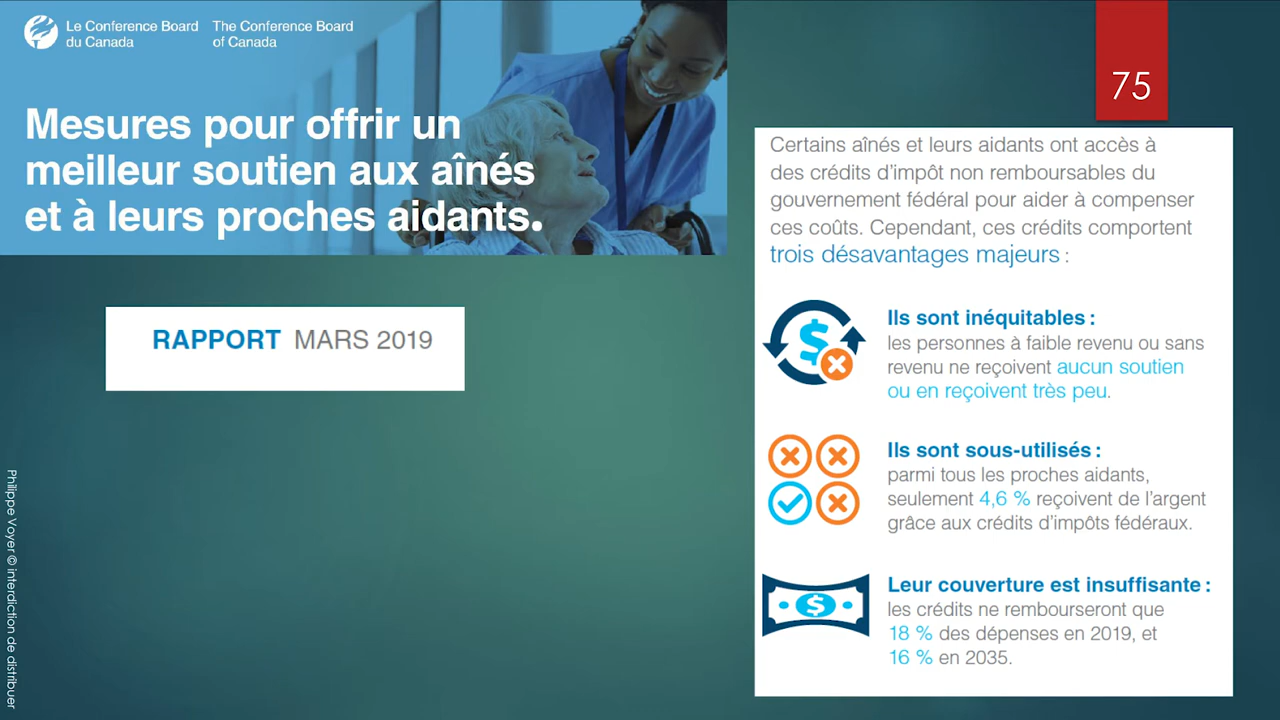 Le Conference Board
du Canada
The Conference Board
of Canada
Mesures pour offrir un
meilleur soutien aux aînés
et à leurs proches aidants.
RAPPORT MARS 2019
75
Certains aînés et leurs aidants ont accès à
des crédits d'impôt non remboursables du
gouvernement fédéral pour aider à compenser
ces coûts. Cependant, ces crédits comportent
trois désavantages majeurs :
Ils sont inéquitables :
les personnes à faible revenu ou sans
revenu ne reçoivent aucun soutien
ou en reçoivent très peu.
Ils sont sous-utilisés :
parmi tous les proches aidants,
seulement 4,6 % reçoivent de l'argent
grâce aux crédits d'impôts fédéraux.
Leur couverture est insuffisante :
les crédits ne rembourseront que
18 % des dépenses en 2019, et
16 % en 2035.
Philippe Voyer © interdiction de distribuer